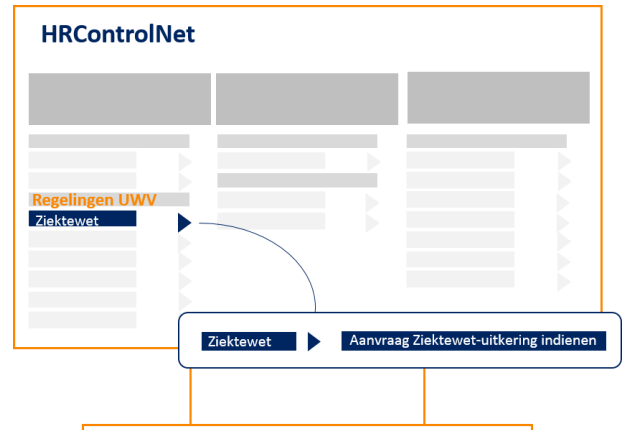 HRControlNet
Regelingen UWV
Ziektewet
Ziektewet
Aanvraag Ziektewet-uitkering indienen